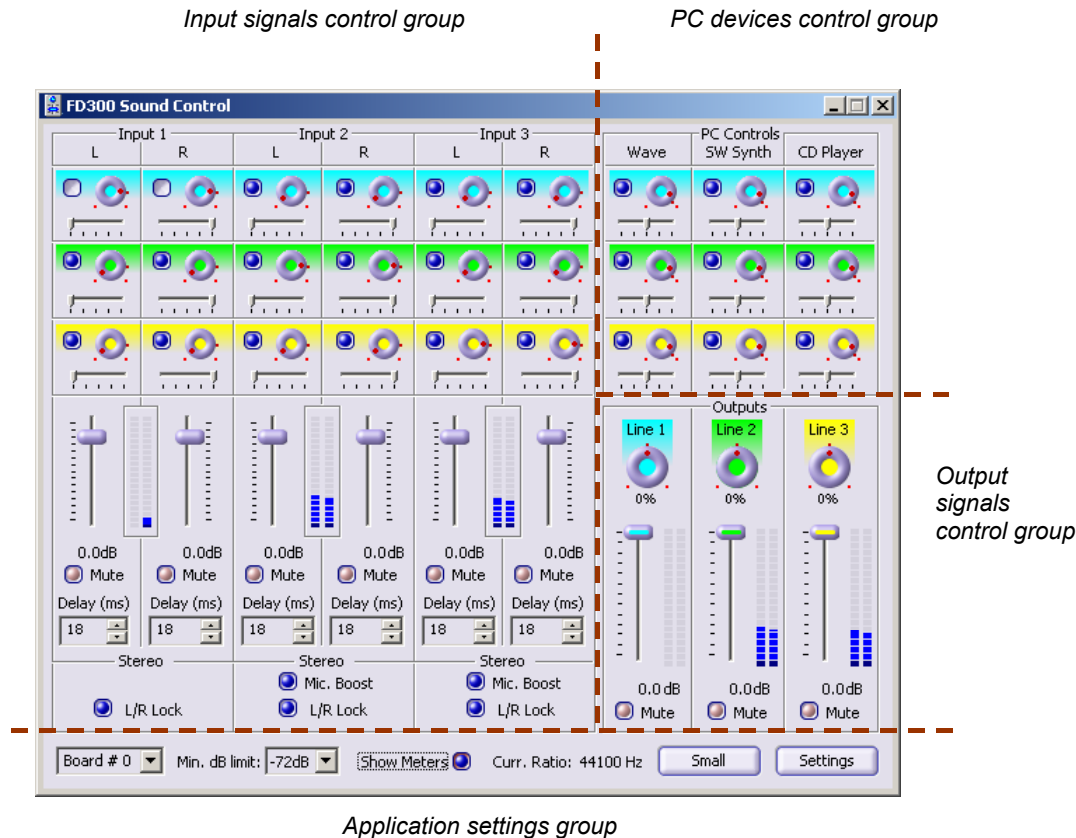 Input signals control group
PC devices control group
FD300 Sound Control
Input 1 Input 2 Input 3 PC Controls
L R L R L R Wave SW Synth CD Player
Outputs
Line 1 Line 2 Line 3
0% 0% 0%
Output
signals
control group
0.0dB 0.0dB 0.0dB 0.0dB 0.0dB 0.0dB
Mute Mute Mute Mute Mute Mute
Delay (ms) Delay (ms) Delay (ms) Delay (ms) Delay (ms) Delay (ms)
18 18 18 18 18 18
Stereo Stereo Stereo
Mic. Boost Mic. Boost
L/R Lock L/R Lock L/R Lock
0.0 dB 0.0dB 0.0dB
Mute Mute Mute
Board # 0 Min. dB limit: -72dB Show Meters Curr. Ratio: 44100 Hz Small Settings
Application settings group